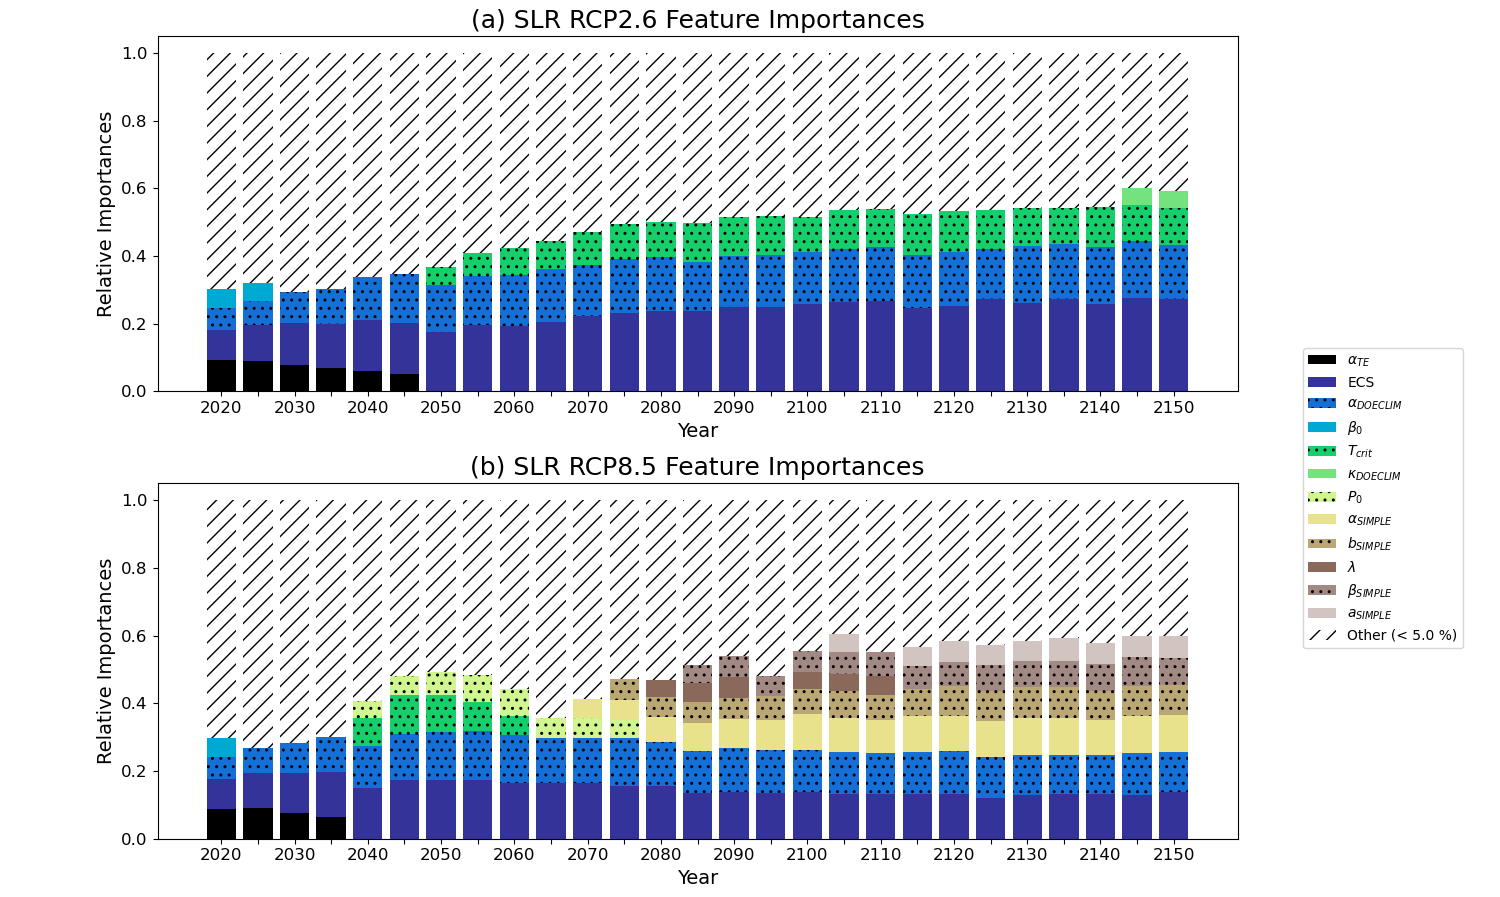 (a) SLR RCP2.6 Feature Importances
Relative Importances
1.0
0.8
0.6
0.4
0.2
0.0
2020 2030 2040 2050 2060 2070 2080 2090 2100 2110 2120 2130 2140 2150
Year
(b) SLR RCP8.5 Feature Importances
Relative Importances
1.0
0.8
0.6
0.4
0.2
0.0
2020 2030 2040 2050 2060 2070 2080 2090 2100 2110 2120 2130 2140 2150
Year
α_TE
ECS
α_DOECLIM
β_0
T_crit
κ_DOECLIM
P_0
α_SIMPLE
b_SIMPLE
λ
β_SIMPLE
a_SIMPLE
Other (< 5.0 %)